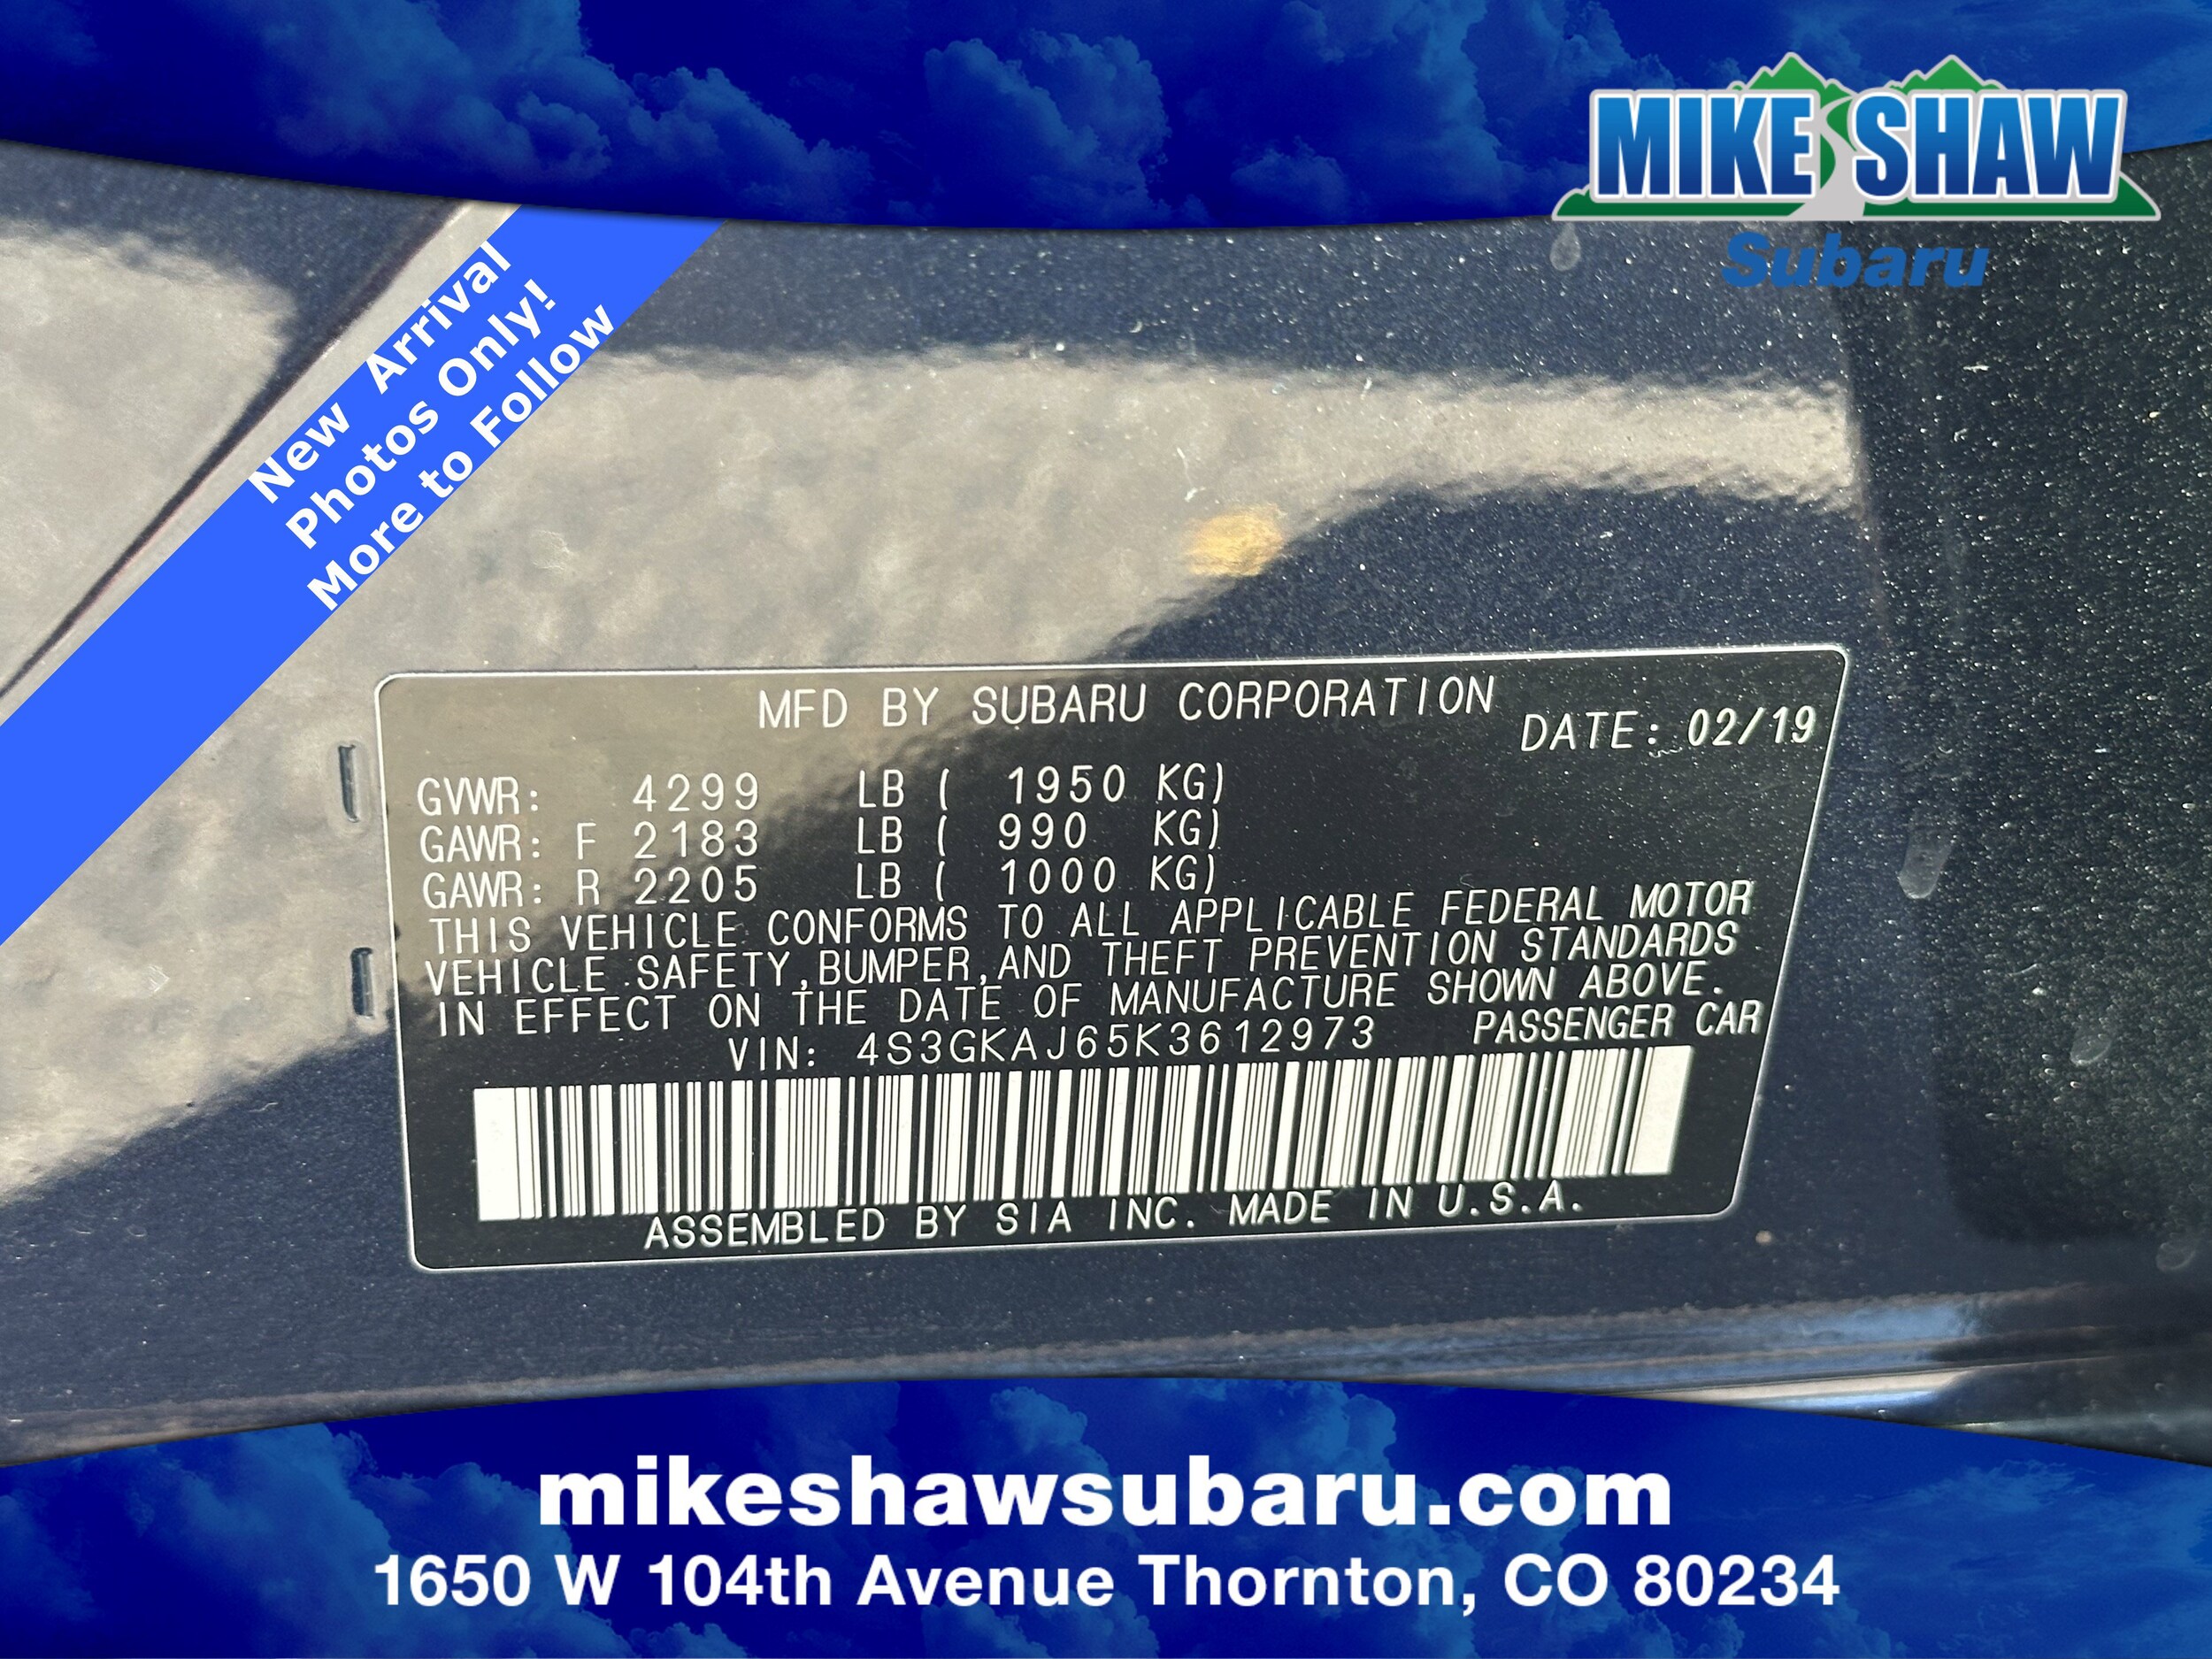 MIKE SHAW
Subaru
New Arrival
Photos Only!
More to Follow
MFD BY SUBARU CORPORATION
DATE: 02/19
GVWR: 4299 LB ( 1950 KG)
GAWR: F 2183 LB ( 990 KG)
GAWR: R 2205 LB ( 1000 KG)
THIS VEHICLE CONFORMS TO ALL APPLICABLE FEDERAL MOTOR
VEHICLE SAFETY,BUMPER,AND THEFT PREVENTION STANDARDS
IN EFFECT ON THE DATE OF MANUFACTURE SHOWN ABOVE.
VIN: 4S3GKAJ65K3612973 PASSENGER CAR
ASSEMBLED BY SIA INC. MADE IN U.S.A.
mikeshawsubaru.com
1650 W 104th Avenue Thornton, CO 80234